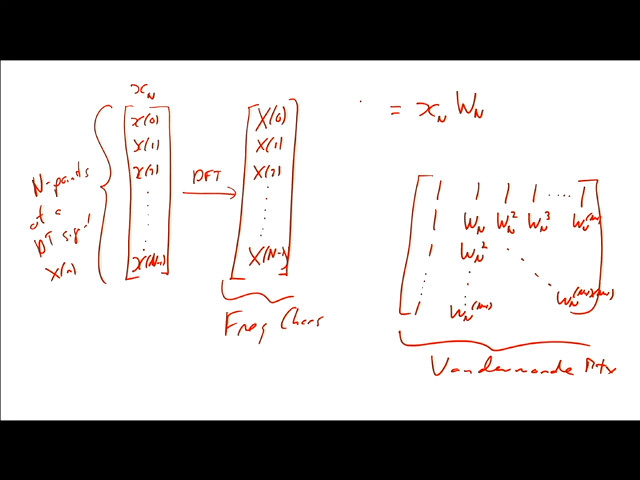 x_N
x(0)
x(1)
x(2)
x(N-1)
N-points
of a
DT signal
x(n)
DFT
X(0)
X(1)
X(2)
X(N-1)
Freq Chars
= x_N W_N
1 1 1 1 ..... 1
1 W_N W_N^2 W_N^3 W_N^(N-1)
1 W_N^2
1 W_N^(N-1) W_N^(N-1)(N-1)
Vandermonde Mtx